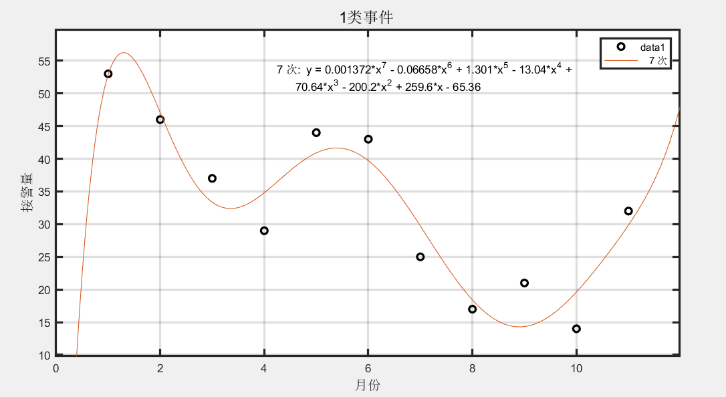 1类事件
data1
7 次
7 次: y = 0.001372*x^7 - 0.06658*x^6 + 1.301*x^5 - 13.04*x^4 +
70.64*x^3 - 200.2*x^2 + 259.6*x - 65.36
接警量
55
50
45
40
35
30
25
20
15
10
0 2 4 6 8 10
月份